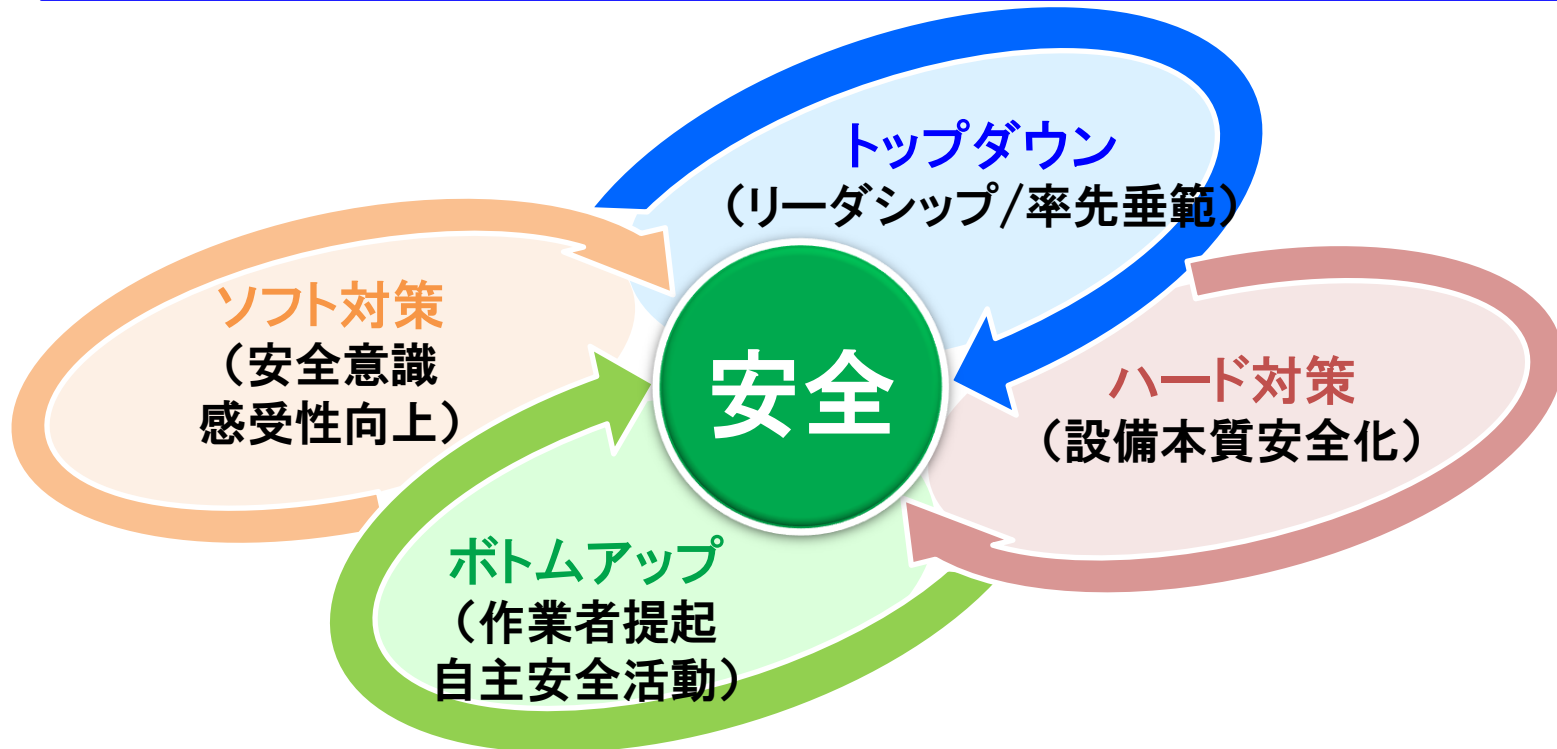 トップダウン
（リーダシップ/率先垂範）
ソフト対策
（安全意識
感受性向上）
安全
ハード対策
（設備本質安全化）
ボトムアップ
（作業者提起
自主安全活動）